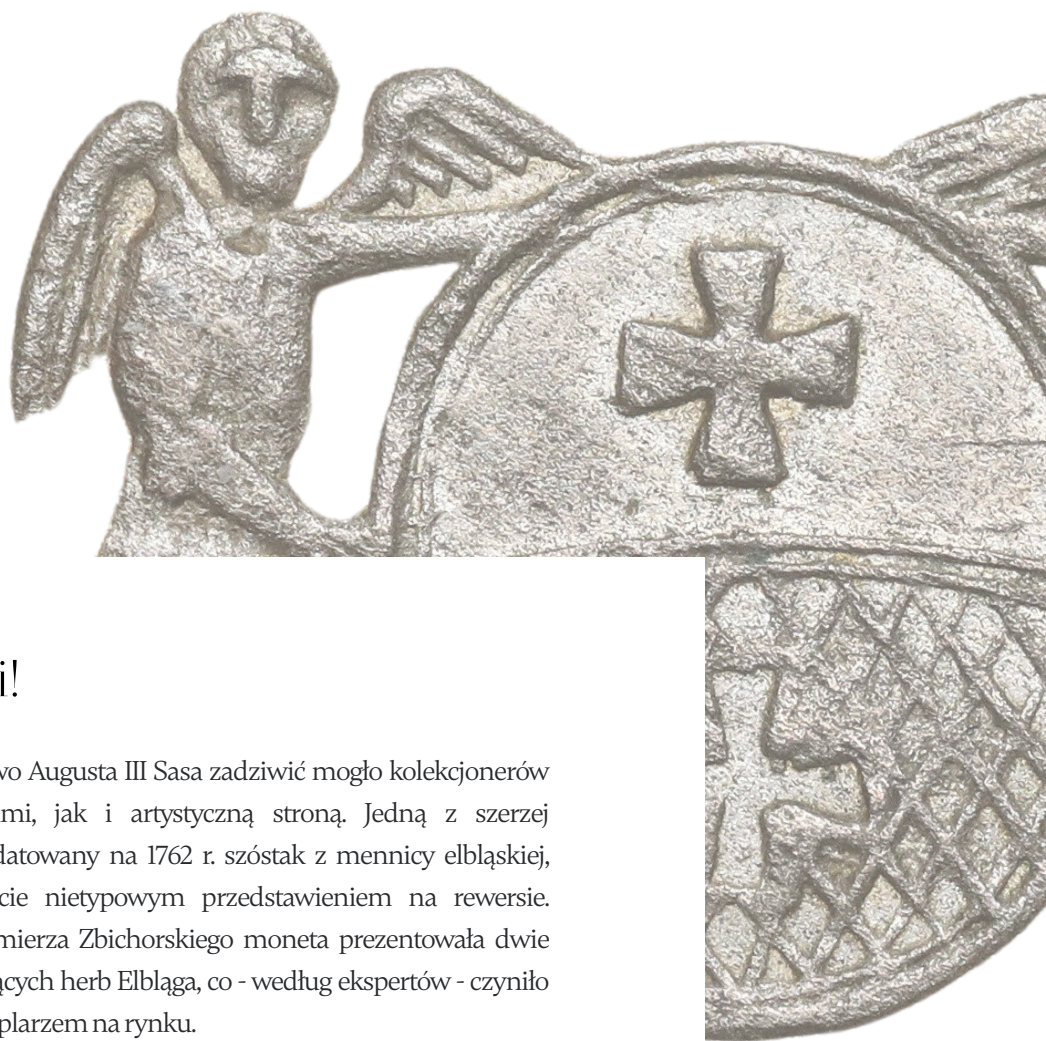 i!
wo Augusta III Sasa zadziwić mogło kolekcjonerów
mi, jak i artystyczną stroną. Jedną z szerzej
datowany na 1762 r. szóstak z mennicy elbląskiej,
cie nietypowym przedstawieniem na rewersie.
mierza Zbichorskiego moneta prezentowała dwie
ących herb Elbląga, co - według ekspertów - czyniło
plarzem na rynku.